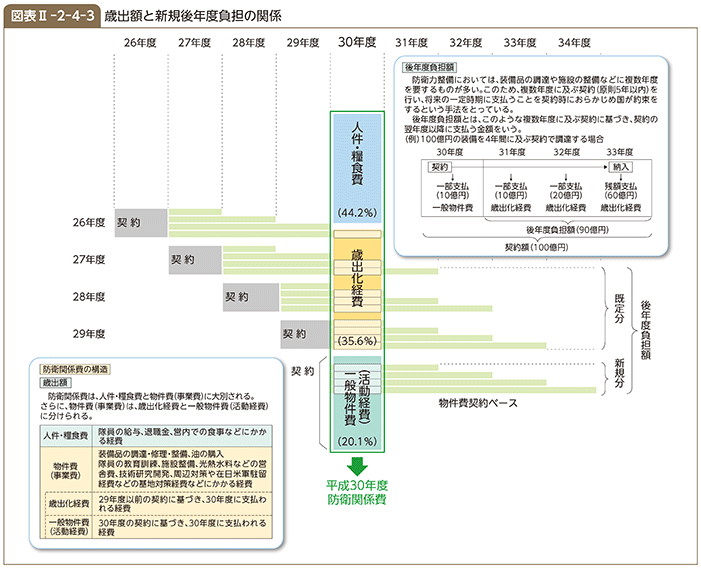 図表Ⅱ-2-4-3 歳出額と新規後年度負担の関係
26年度 27年度 28年度 29年度 30年度 31年度 32年度 33年度 34年度
後年度負担額
防衛力整備においては、装備品の調達や施設の整備などに複数年度
を要するものが多い。このため、複数年度に及ぶ契約(原則5年以内)を
行い、将来の一定時期に支払うことを契約時におらかじめ国が約束を
するという手法をとっている。
後年度負担額とは、このような複数年度に及ぶ契約に基づき、契約の
翌年度以降に支払う金額をいう。
(例)100億円の装備を4年間に及ぶ契約で調達する場合
30年度 31年度 32年度 33年度
契約 納入
一部支払 一部支払 一部支払 残額支払
(10億円) (10億円) (20億円) (60億円)
一般物件費 歳出化経費 歳出化経費 歳出化経費
後年度負担額(90億円)
契約額(100億円)
人件・糧食費
(44.2%)
26年度 契約
27年度 契約
28年度 契約
29年度 契約
歳出化経費
(35.6%)
契約
一般物件費
(活動経費)
(20.1%)
平成30年度
防衛関係費
既定分
新規分
後年度負担額
物件費契約ベース
防衛関係費の構造
歳出額
防衛関係費は、人件・糧食費と物件費(事業費)に大別される。
さらに、物件費(事業費)は、歳出化経費と一般物件費(活動経費)
に分けられる。
人件・糧食費 隊員の給与、退職金、営内での食事などにかか
る経費
物件費
(事業費)
装備品の調達・修理・整備、油の購入
隊員の教育訓練、施設整備、光熱水料などの営
舎費、技術研究開発、周辺対策や在日米軍駐留
経費などの基地対策経費などにかかる経費
歳出化経費 29年度以前の契約に基づき、30年度に支払わ
れる経費
一般物件費
(活動経費)
30年度の契約に基づき、30年度に支払われる
経費